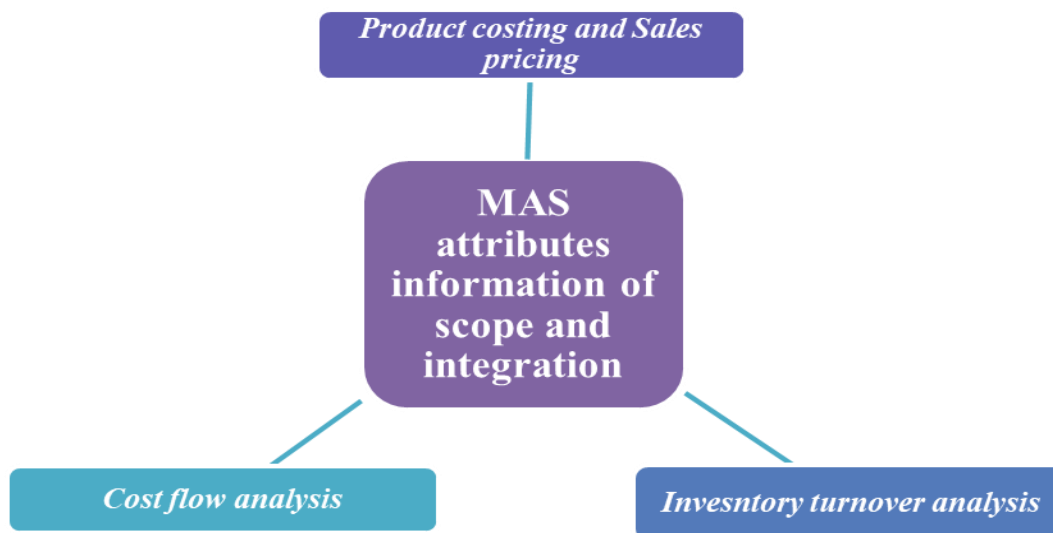 Product costing and Sales
pricing
MAS
attributes
information of
scope and
integration
Cost flow analysis
Invesntory turnover analysis